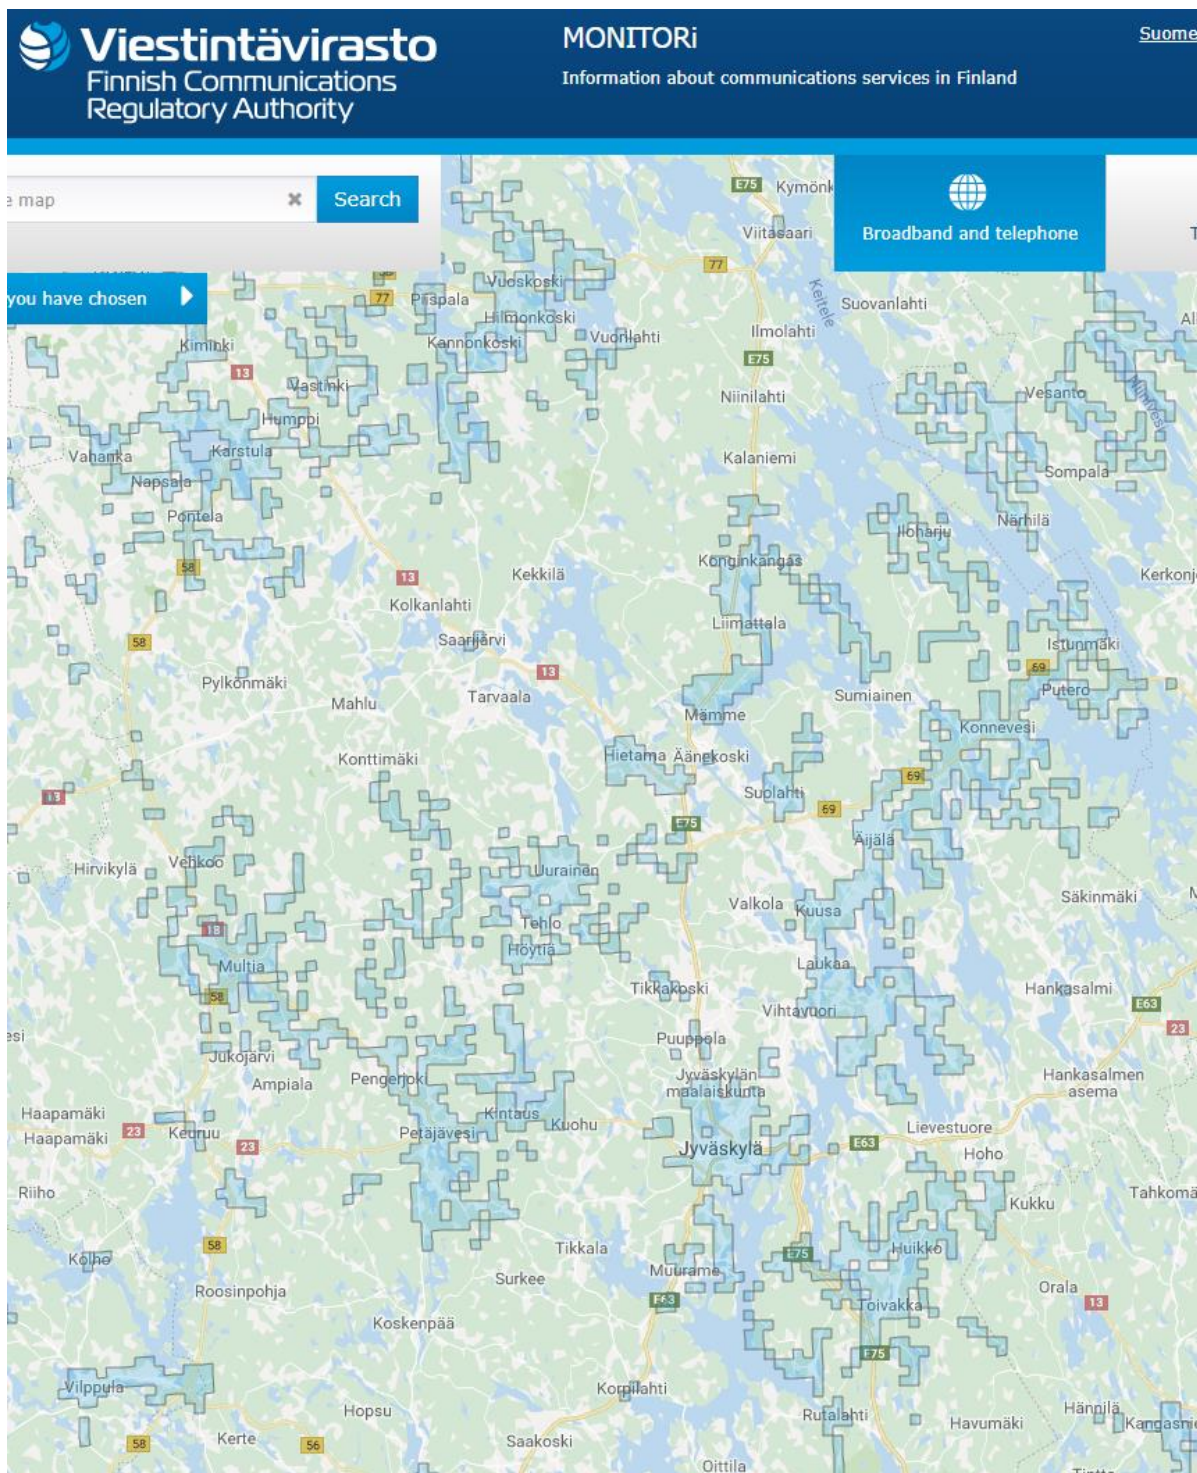 Viestintävirasto
Finnish Communications
Regulatory Authority
MONITORi
Information about communications services in Finland
Suome
e map
Search
Broadband and telephone
T
you have chosen
E75 Kymönk
Viitasaari
77
Vuoskoski
Suovanlahti
Keitele
77 Piispala
Hilmonkoski
Al
Kiminki
Kannonkoski
Vuorilahti
Ilmolahti
E75
13
Vastinki
Niinilahti
Vesanto
Humppi
Vahanka
Karstula
Kalaniemi
Napsala
Sompala
Pontela
Närhilä
Iloharju
58
Konginkangas
13
Kekkilä
Kerkonj
Kolkanlahti
Liimattala
58
Saarijärvi
Istunmäki
13
69
Pylkönmäki
Tarvaala
Sumiainen
Putero
Mahlu
Mämme
Konnevesi
Konttimäki
Hietama Äänekoski
69
13
Suolahti
69
E75
Äijälä
Vehkoo
Hirvikylä
Uurainen
Valkola
Kuusa
Säkinmäki
18
Tehlo
Höytiä
Multia
Laukaa
58
Tikkakoski
Hankasalmi
Vihtavuori
E63
23
esi
Puuppola
Jukojärvi
Ampiala
Pengerjoki
Jyväskylän
maalaiskunta
Hankasalmen
asema
Haapamäki
Kintaus
Kuohu
23
Keuruu
Petäjävesi
Lievestuore
Haapamäki
23
Jyväskylä
E63
Hoho
Riiho
Kukku
Tahkomä
58
Tikkala
E75
Huikko
Kolho
Muurame
Surkee
Roosinpohja
E63
Orala
13
Koskenpää
Toivakka
E75
Vilppula
Korpilahti
Hopsu
Rutalahti
Havumäki
Hännilä
Kangasnie
58
Kerte
56
Saakoski
Oittila